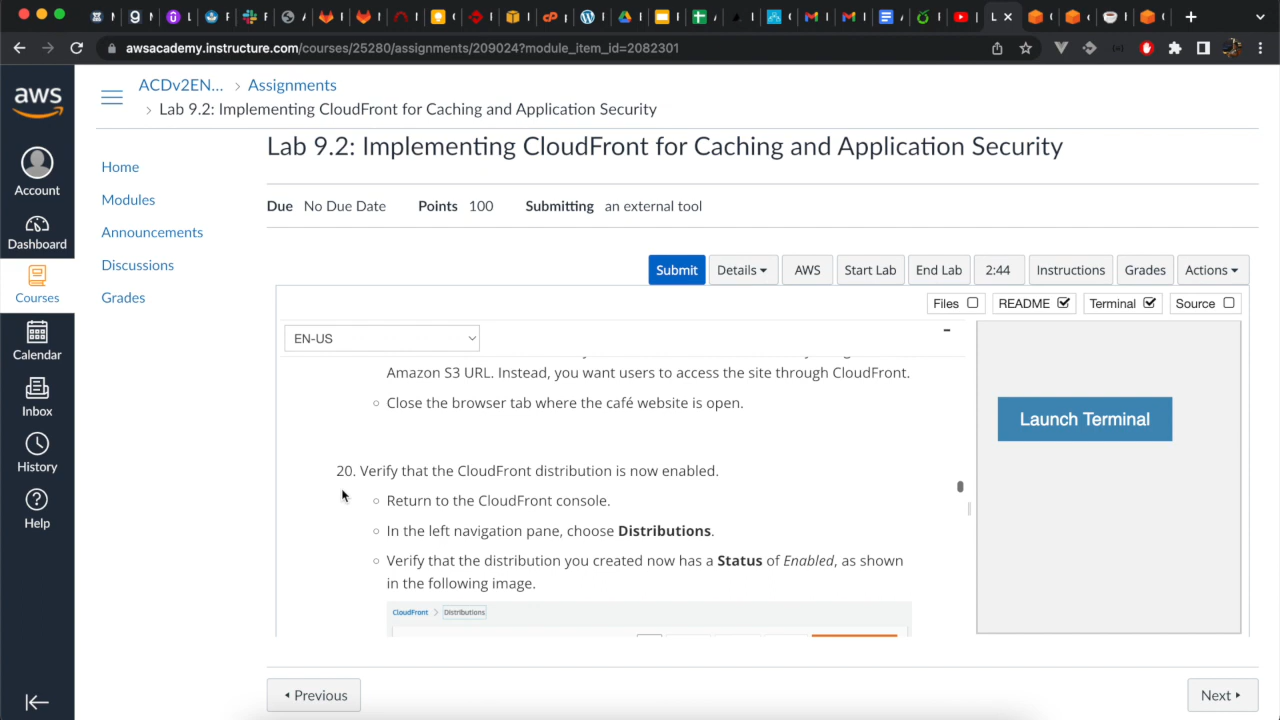 L
awsacademy.instructure.com/courses/25280/assignments/209024?module_item_id=2082301
aws
Account
Dashboard
Courses
Calendar
Inbox
History
Help
ACDv2EN... > Assignments
> Lab 9.2: Implementing CloudFront for Caching and Application Security
Home
Modules
Announcements
Discussions
Grades
Lab 9.2: Implementing CloudFront for Caching and Application Security
Due No Due Date Points 100 Submitting an external tool
Submit Details AWS Start Lab End Lab 2:44 Instructions Grades Actions
Files README Terminal Source
EN-US
Amazon S3 URL. Instead, you want users to access the site through CloudFront.
Close the browser tab where the café website is open.
20. Verify that the CloudFront distribution is now enabled.
Return to the CloudFront console.
In the left navigation pane, choose Distributions.
Verify that the distribution you created now has a Status of Enabled, as shown
in the following image.
CloudFront > Distributions
Launch Terminal
Previous
Next